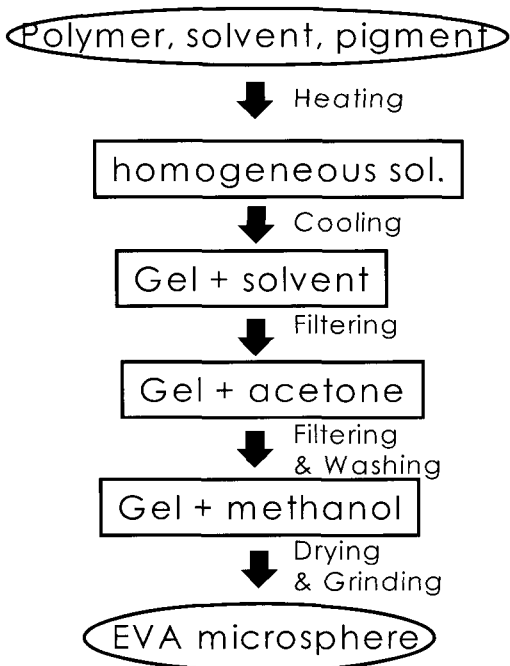 Polymer, solvent, pigment
Heating
homogeneous sol.
Cooling
Gel + solvent
Filtering
Gel + acetone
Filtering
& Washing
Gel + methanol
Drying
& Grinding
EVA microsphere